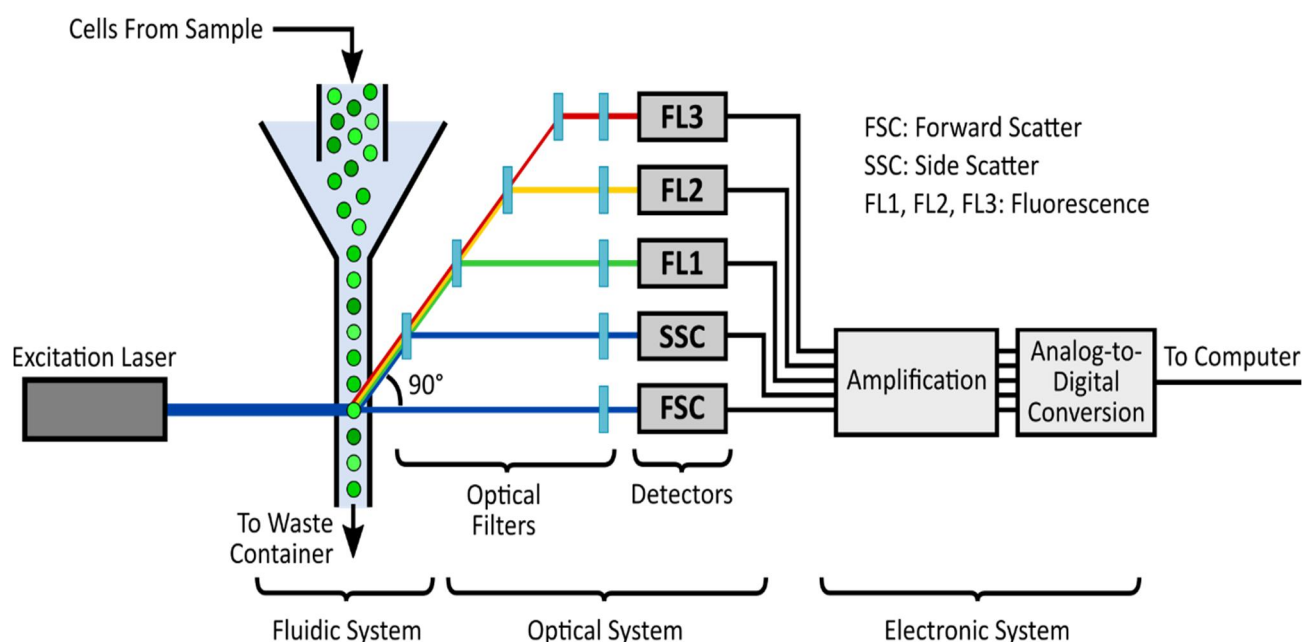 Cells From Sample
FL3
FL2
FL1
SSC
FSC
FSC: Forward Scatter
SSC: Side Scatter
FL1, FL2, FL3: Fluorescence
Excitation Laser
90°
Amplification
Analog-to-
Digital
Conversion
To Computer
Optical
Filters
Detectors
To Waste
Container
Fluidic System
Optical System
Electronic System